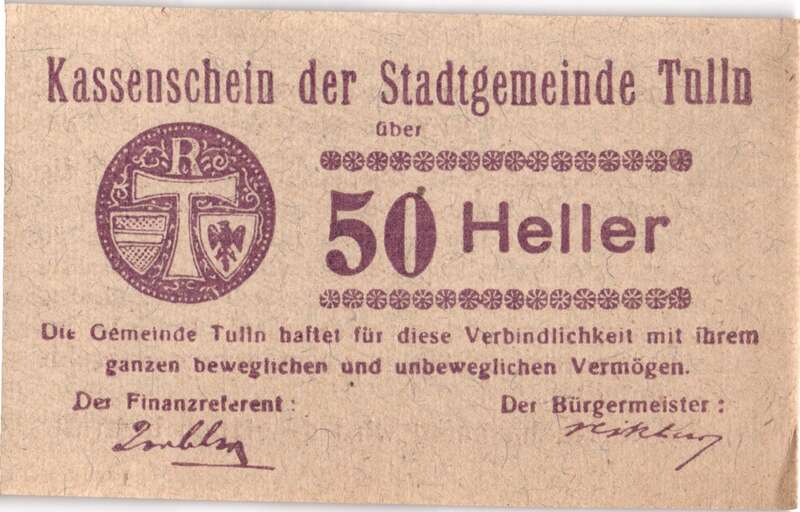 Kassenschein der Stadtgemeinde Tulln
über
R
T
50 Heller
Die Gemeinde Tulln haftet für diese Verbindlichkeit mit ihrem
ganzen beweglichen und unbeweglichen Vermögen.
Der Finanzreferent: Der Bürgermeister: